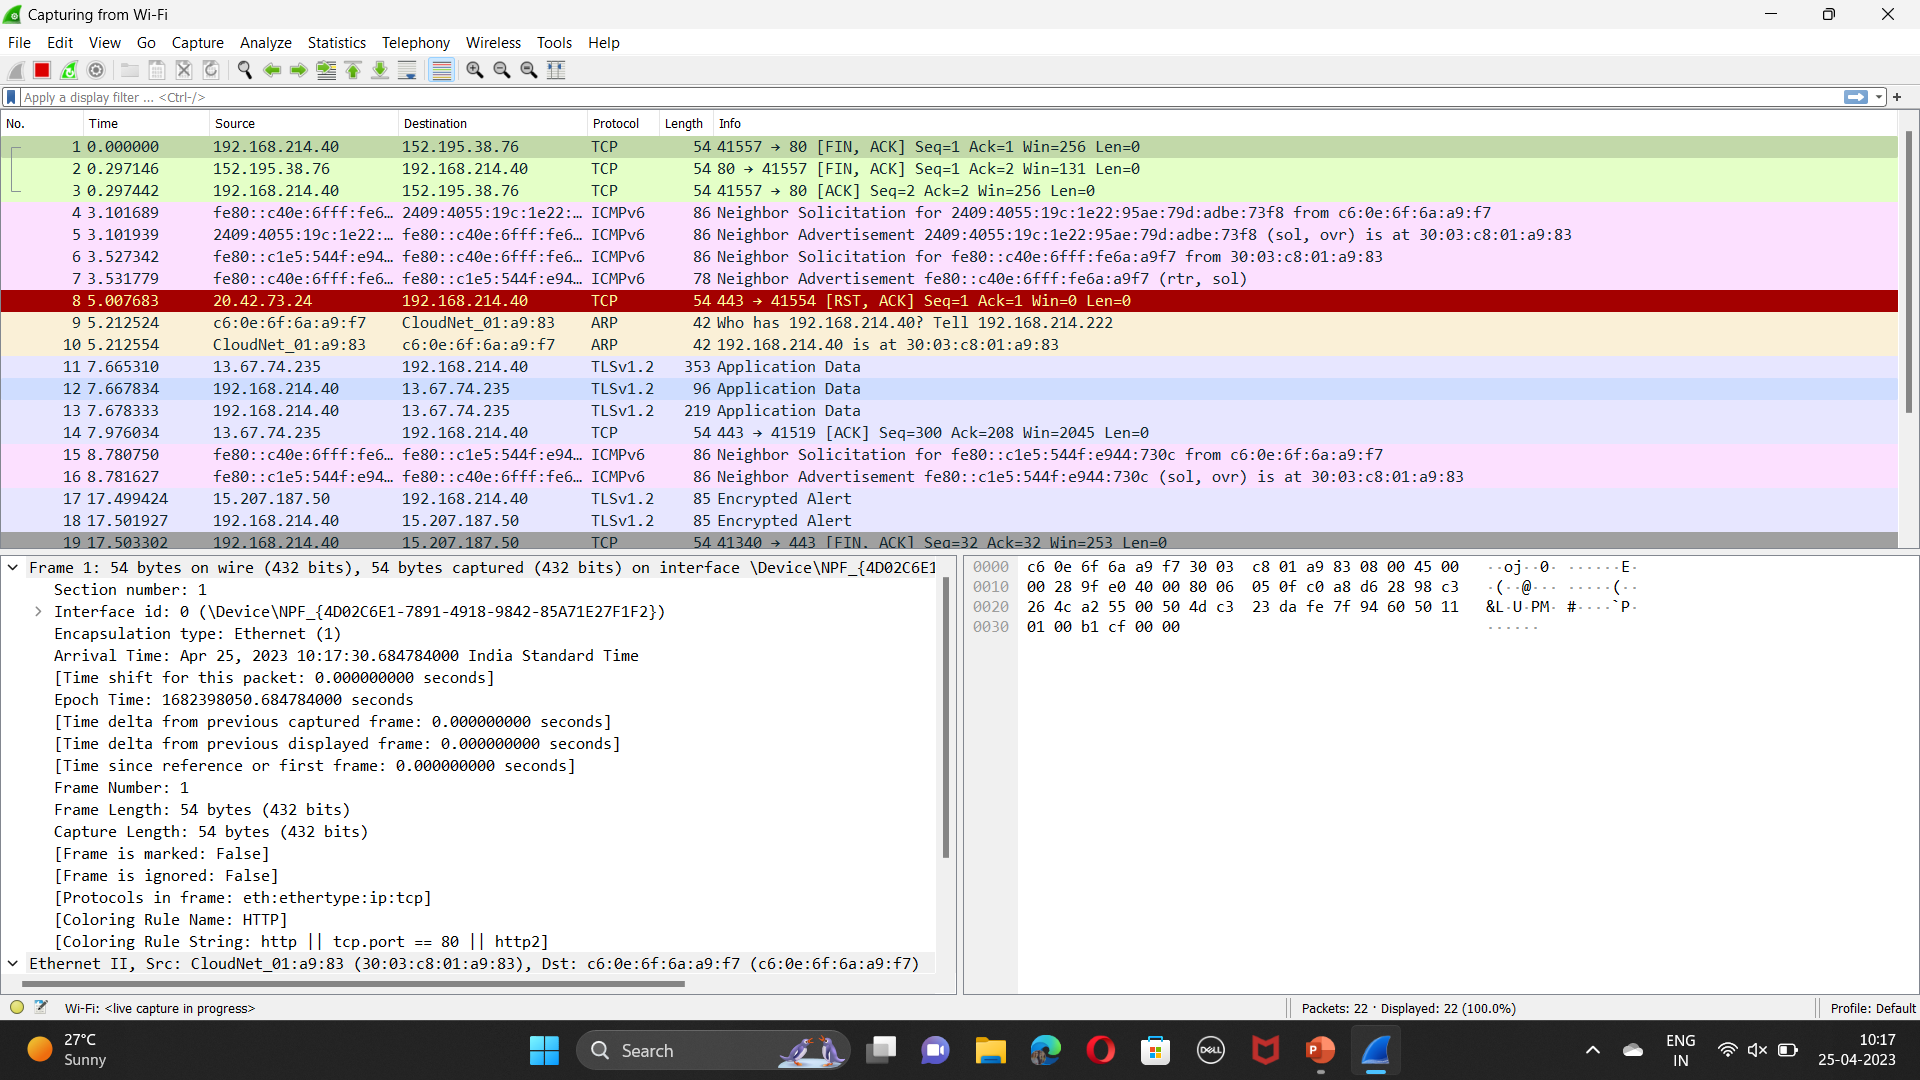 Capturing from Wi-Fi
File Edit View Go Capture Analyze Statistics Telephony Wireless Tools Help
Apply a display filter ... <Ctrl-/>
No. Time Source Destination Protocol Length Info
1 0.000000 192.168.214.40 152.195.38.76 TCP 54 41557 → 80 [FIN, ACK] Seq=1 Ack=1 Win=256 Len=0
2 0.297146 152.195.38.76 192.168.214.40 TCP 54 80 → 41557 [FIN, ACK] Seq=1 Ack=2 Win=131 Len=0
3 0.297442 192.168.214.40 152.195.38.76 TCP 54 41557 → 80 [ACK] Seq=2 Ack=2 Win=256 Len=0
4 3.101689 fe80::c40e:6fff:fe6… 2409:4055:19c:1e22:… ICMPv6 86 Neighbor Solicitation for 2409:4055:19c:1e22:95ae:79d:adbe:73f8 from c6:0e:6f:6a:a9:f7
5 3.101939 2409:4055:19c:1e22:… fe80::c40e:6fff:fe6… ICMPv6 86 Neighbor Advertisement 2409:4055:19c:1e22:95ae:79d:adbe:73f8 (sol, ovr) is at 30:03:c8:01:a9:83
6 3.527342 fe80::c1e5:544f:e94… fe80::c40e:6fff:fe6… ICMPv6 86 Neighbor Solicitation for fe80::c40e:6fff:fe6a:a9f7 from 30:03:c8:01:a9:83
7 3.531779 fe80::c40e:6fff:fe6… fe80::c1e5:544f:e94… ICMPv6 78 Neighbor Advertisement fe80::c40e:6fff:fe6a:a9f7 (rtr, sol)
8 5.007683 20.42.73.24 192.168.214.40 TCP 54 443 → 41554 [RST, ACK] Seq=1 Ack=1 Win=0 Len=0
9 5.212524 c6:0e:6f:6a:a9:f7 CloudNet_01:a9:83 ARP 42 Who has 192.168.214.40? Tell 192.168.214.222
10 5.212554 CloudNet_01:a9:83 c6:0e:6f:6a:a9:f7 ARP 42 192.168.214.40 is at 30:03:c8:01:a9:83
11 7.665310 13.67.74.235 192.168.214.40 TLSv1.2 353 Application Data
12 7.667834 192.168.214.40 13.67.74.235 TLSv1.2 96 Application Data
13 7.678333 192.168.214.40 13.67.74.235 TLSv1.2 219 Application Data
14 7.976034 13.67.74.235 192.168.214.40 TCP 54 443 → 41519 [ACK] Seq=300 Ack=208 Win=2045 Len=0
15 8.780750 fe80::c40e:6fff:fe6… fe80::c1e5:544f:e94… ICMPv6 86 Neighbor Solicitation for fe80::c1e5:544f:e944:730c from c6:0e:6f:6a:a9:f7
16 8.781627 fe80::c1e5:544f:e94… fe80::c40e:6fff:fe6… ICMPv6 86 Neighbor Advertisement fe80::c1e5:544f:e944:730c (sol, ovr) is at 30:03:c8:01:a9:83
17 17.499424 15.207.187.50 192.168.214.40 TLSv1.2 85 Encrypted Alert
18 17.501927 192.168.214.40 15.207.187.50 TLSv1.2 85 Encrypted Alert
19 17.503302 192.168.214.40 15.207.187.50 TCP 54 41340 → 443 [FIN, ACK] Seq=32 Ack=32 Win=253 Len=0
Frame 1: 54 bytes on wire (432 bits), 54 bytes captured (432 bits) on interface \Device\NPF_{4D02C6E1
Section number: 1
Interface id: 0 (\Device\NPF_{4D02C6E1-7891-4918-9842-85A71E27F1F2})
Encapsulation type: Ethernet (1)
Arrival Time: Apr 25, 2023 10:17:30.684784000 India Standard Time
[Time shift for this packet: 0.000000000 seconds]
Epoch Time: 1682398050.684784000 seconds
[Time delta from previous captured frame: 0.000000000 seconds]
[Time delta from previous displayed frame: 0.000000000 seconds]
[Time since reference or first frame: 0.000000000 seconds]
Frame Number: 1
Frame Length: 54 bytes (432 bits)
Capture Length: 54 bytes (432 bits)
[Frame is marked: False]
[Frame is ignored: False]
[Protocols in frame: eth:ethertype:ip:tcp]
[Coloring Rule Name: HTTP]
[Coloring Rule String: http || tcp.port == 80 || http2]
Ethernet II, Src: CloudNet_01:a9:83 (30:03:c8:01:a9:83), Dst: c6:0e:6f:6a:a9:f7 (c6:0e:6f:6a:a9:f7)
0000 c6 0e 6f 6a a9 f7 30 03 c8 01 a9 83 08 00 45 00 ··oj··0· ······E·
0010 00 28 9f e0 40 00 80 06 05 0f c0 a8 d6 28 98 c3 ·(··@··· ·····(··
0020 26 4c a2 55 00 50 4d c3 23 da fe 7f 94 60 50 11 &L·U·PM· #····`P·
0030 01 00 b1 cf 00 00 ······
Wi-Fi: <live capture in progress>
Packets: 22 · Displayed: 22 (100.0%)
Profile: Default
27°C
Sunny
Search
DELL
ENG
IN
10:17
25-04-2023